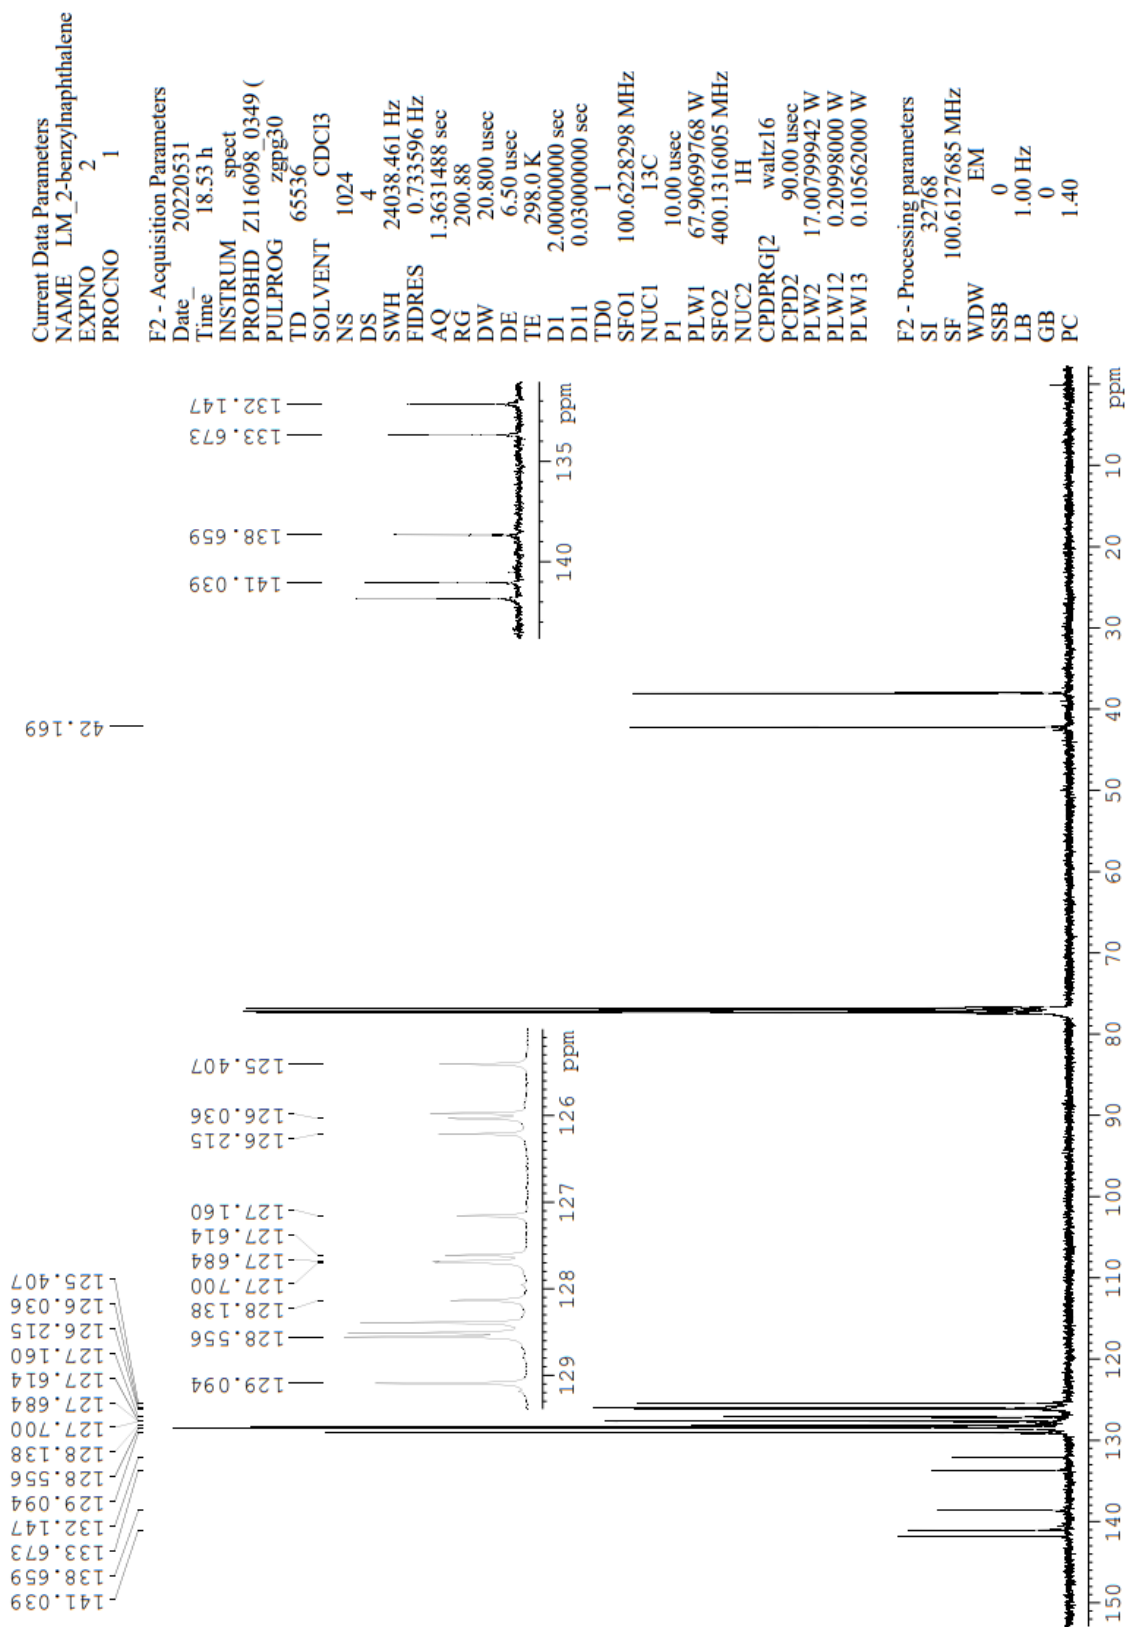 Current Data Parameters
NAME LM_2-benzylnaphthalene
EXPNO 2
PROCNO 1
F2 - Acquisition Parameters
Date_ 20220531
Time 18.53 h
INSTRUM spect
PROBHD Z116098_0349 (
PULPROG zgpg30
TD 65536
SOLVENT CDCl3
NS 1024
DS 4
SWH 24038.461 Hz
FIDRES 0.733596 Hz
AQ 1.3631488 sec
RG 200.88
DW 20.800 usec
DE 6.50 usec
TE 298.0 K
D1 2.00000000 sec
D11 0.03000000 sec
TD0 1
SFO1 100.6228298 MHz
NUC1 13C
P1 10.00 usec
PLW1 67.90699768 W
SFO2 400.1316005 MHz
NUC2 1H
CPDPRG[2 waltz16
PCPD2 90.00 usec
PLW2 17.00799942 W
PLW12 0.20998000 W
PLW13 0.10562000 W
F2 - Processing parameters
SI 32768
SF 100.6127685 MHz
WDW EM
SSB 0
LB 1.00 Hz
GB 0
PC 1.40
141.039
138.659
133.673
132.147
129.094
128.556
128.138
127.700
127.684
127.614
127.160
126.215
126.036
125.407
42.169
129.094
128.556
128.138
127.700
127.684
127.614
127.160
126.215
126.036
125.407
129 128 127 126 ppm
141.039
138.659
133.673
132.147
140 135 ppm
150 140 130 120 110 100 90 80 70 60 50 40 30 20 10 ppm